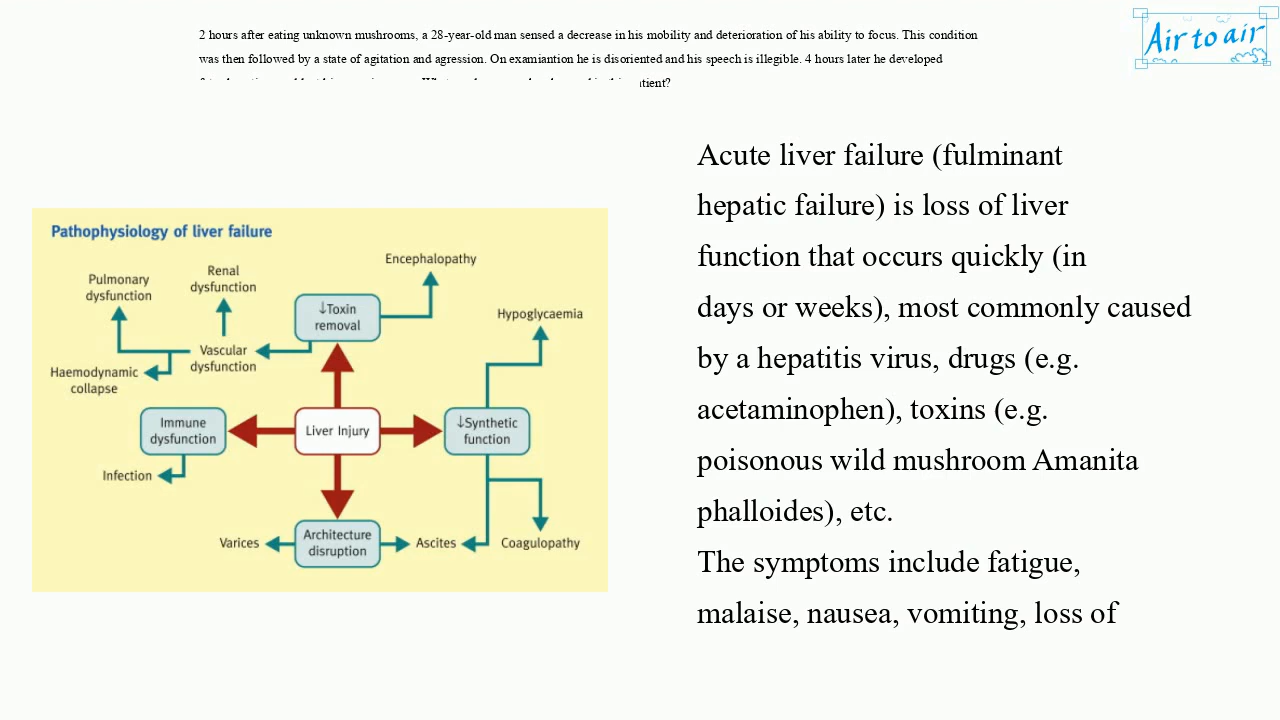 2 hours after eating unknown mushrooms, a 28-year-old man sensed a decrease in his mobility and deterioration of his ability to focus. This condition
was then followed by a state of agitation and agression. On examiantion he is disoriented and his speech is illegible. 4 hours later he developed
tient?
Air to air
Pathophysiology of liver failure
Encephalopathy
Renal
dysfunction
Pulmonary
dysfunction
↓Toxin
removal
Hypoglycaemia
Vascular
dysfunction
Haemodynamic
collapse
Immune
dysfunction
Liver Injury
↓Synthetic
function
Infection
Varices
Architecture
disruption
Ascites
Coagulopathy
Acute liver failure (fulminant
hepatic failure) is loss of liver
function that occurs quickly (in
days or weeks), most commonly caused
by a hepatitis virus, drugs (e.g.
acetaminophen), toxins (e.g.
poisonous wild mushroom Amanita
phalloides), etc.
The symptoms include fatigue,
malaise, nausea, vomiting, loss of